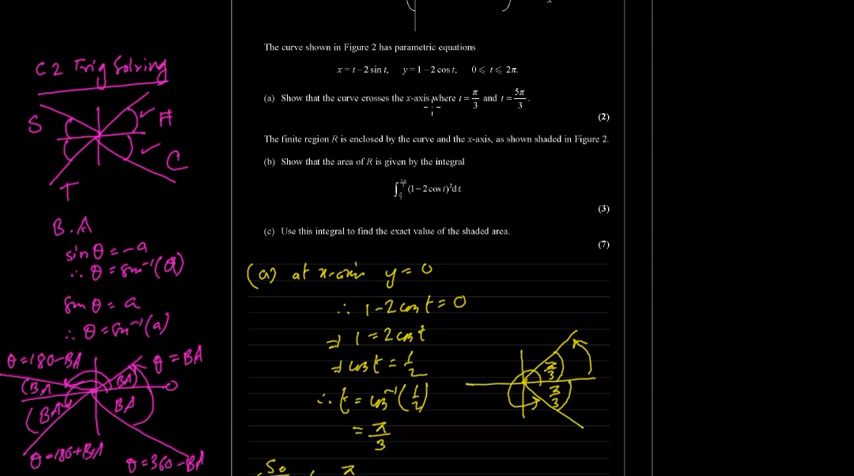 C2 Trig Solving
S
A
T
C
B.A
sinθ = -a
∴ θ = sin⁻¹(a)
sinθ = a
∴ θ = sin⁻¹(a)
θ=180-BA
θ=BA
(BA
BA)
(BA
BA
θ=180+BA
θ=360-BA
The curve shown in Figure 2 has parametric equations
x = t – 2 sin t, y = 1 – 2 cos t, 0 ⩽ t ⩽ 2π.
(a) Show that the curve crosses the x-axis where t = π/3 and t = 5π/3.
(2)
The finite region R is enclosed by the curve and the x-axis, as shown shaded in Figure 2.
(b) Show that the area of R is given by the integral
(1 – 2 cos t)² dt
(3)
(c) Use this integral to find the exact value of the shaded area.
(7)
(a) at x-axis y = 0
∴ 1-2cos t = 0
⇒ 1 = 2cos t
⇒ cos t = 1/2
∴ t = cos⁻¹(1/2)
= π/3
π/3
π/3
So